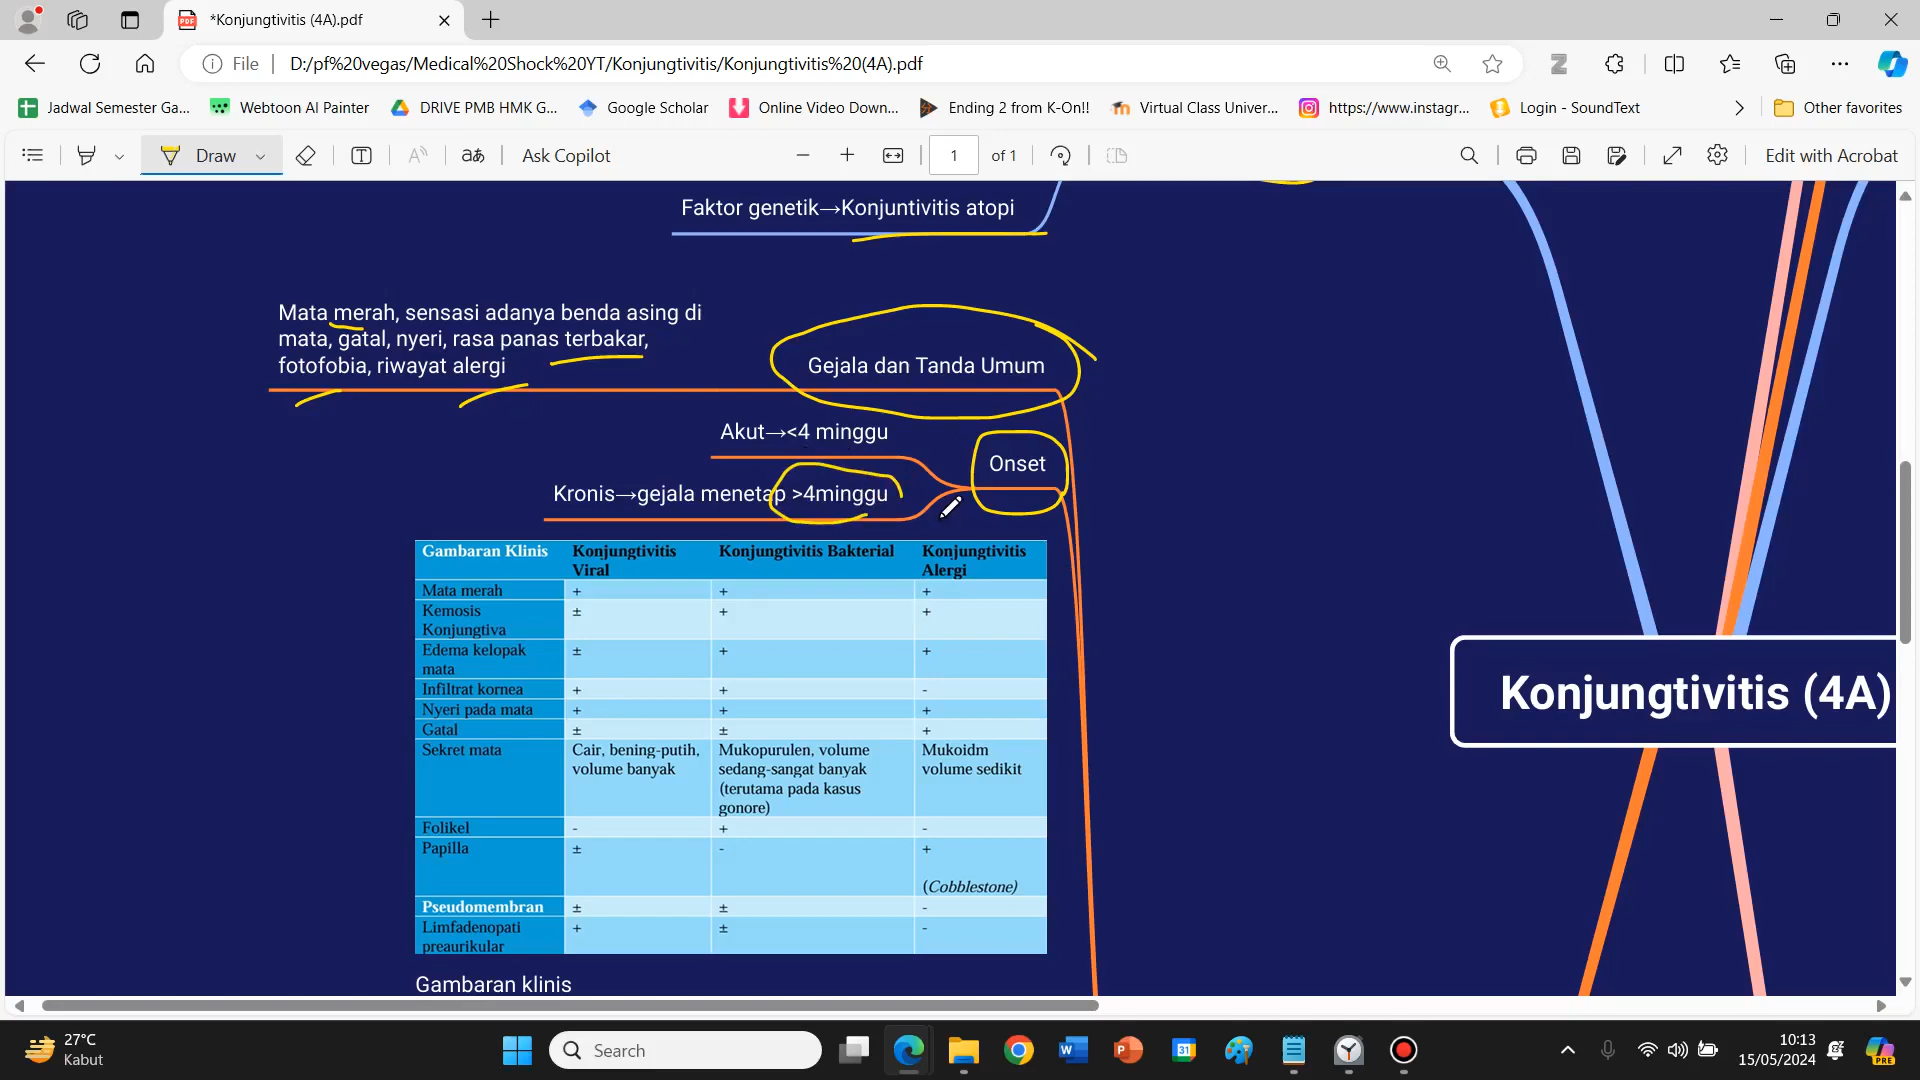 *Konjungtivitis (4A).pdf
File
D:/pf%20vegas/Medical%20Shock%20YT/Konjungtivitis/Konjungtivitis%20(4A).pdf
Jadwal Semester Ga...
Webtoon AI Painter
DRIVE PMB HMK G...
Google Scholar
Online Video Down...
Ending 2 from K-On!!
Virtual Class Univer...
https://www.instagr...
Login - SoundText
Other favorites
Draw
Ask Copilot
1 of 1
Edit with Acrobat
Faktor genetik→Konjuntivitis atopi
Mata merah, sensasi adanya benda asing di
mata, gatal, nyeri, rasa panas terbakar,
fotofobia, riwayat alergi
Gejala dan Tanda Umum
Akut→<4 minggu
Onset
Kronis→gejala menetap >4minggu
Gambaran Klinis Konjungtivitis Viral Konjungtivitis Bakterial Konjungtivitis Alergi
Mata merah + + +
Kemosis Konjungtiva ± + +
Edema kelopak mata ± + +
Infiltrat kornea + + -
Nyeri pada mata + + +
Gatal ± ± +
Sekret mata Cair, bening-putih, volume banyak Mukopurulen, volume sedang-sangat banyak (terutama pada kasus gonore) Mukoidm volume sedikit
Folikel - + -
Papilla ± - + (Cobblestone)
Pseudomembran ± ± -
Limfadenopati preaurikular + ± -
Gambaran klinis
Konjungtivitis (4A)
27°C
Kabut
Search
31
10:13
15/05/2024
PRE